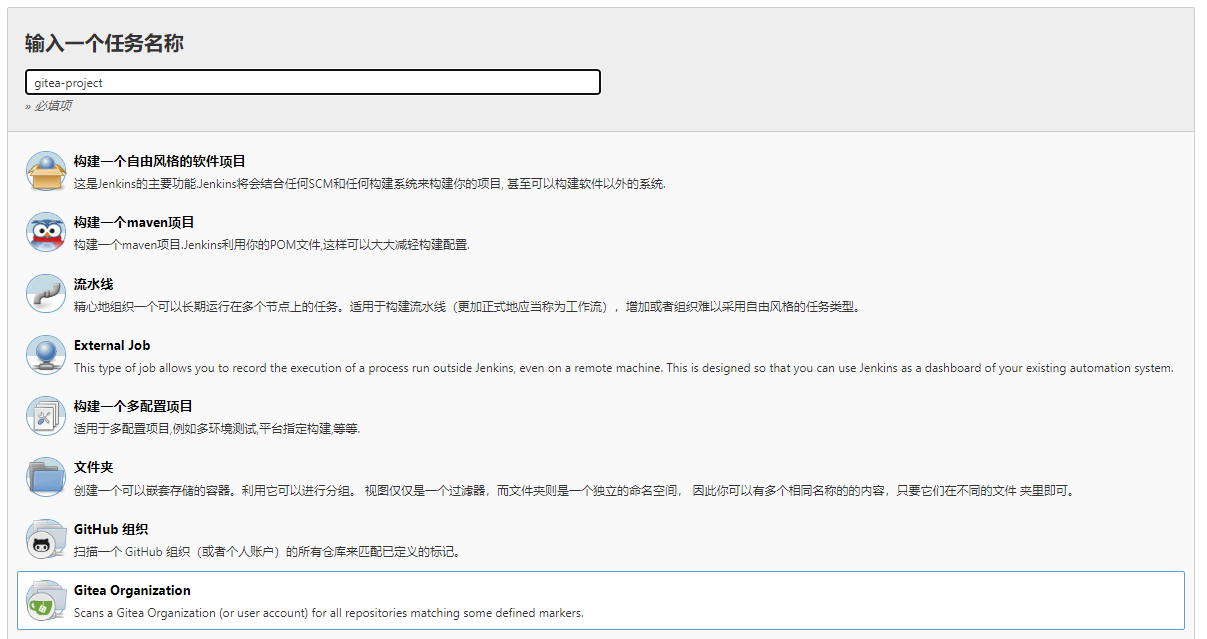 输入一个任务名称
gitea-project
» 必填项
构建一个自由风格的软件项目
这是Jenkins的主要功能.Jenkins将会结合任何SCM和任何构建系统来构建你的项目, 甚至可以构建软件以外的系统.
构建一个maven项目
构建一个maven项目.Jenkins利用你的POM文件,这样可以大大减轻构建配置.
流水线
精心地组织一个可以长期运行在多个节点上的任务。适用于构建流水线（更加正式地应当称为工作流），增加或者组织难以采用自由风格的任务类型。
External Job
This type of job allows you to record the execution of a process run outside Jenkins, even on a remote machine. This is designed so that you can use Jenkins as a dashboard of your existing automation system.
构建一个多配置项目
适用于多配置项目,例如多环境测试,平台指定构建,等等.
文件夹
创建一个可以嵌套存储的容器。利用它可以进行分组。 视图仅仅是一个过滤器，而文件夹则是一个独立的命名空间， 因此你可以有多个相同名称的的内容，只要它们在不同的文件 夹里即可。
GitHub 组织
扫描一个 GitHub 组织（或者个人账户）的所有仓库来匹配已定义的标记。
Gitea Organization
Scans a Gitea Organization (or user account) for all repositories matching some defined markers.